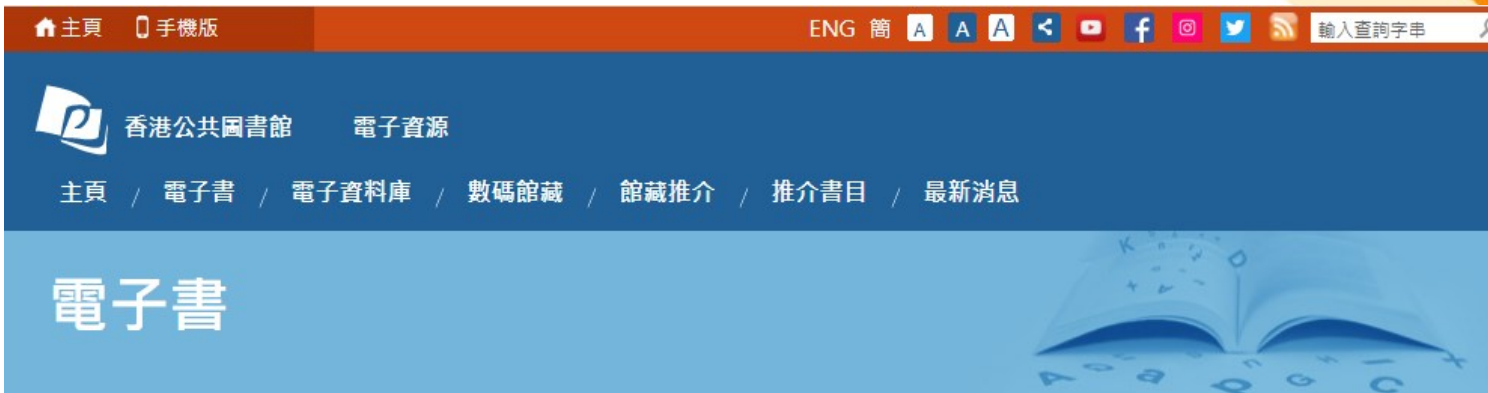 主頁 手機版 ENG 簡 A A A 輸入查詢字串
香港公共圖書館 電子資源
主頁 / 電子書 / 電子資料庫 / 數碼館藏 / 館藏推介 / 推介書目 / 最新消息
電子書